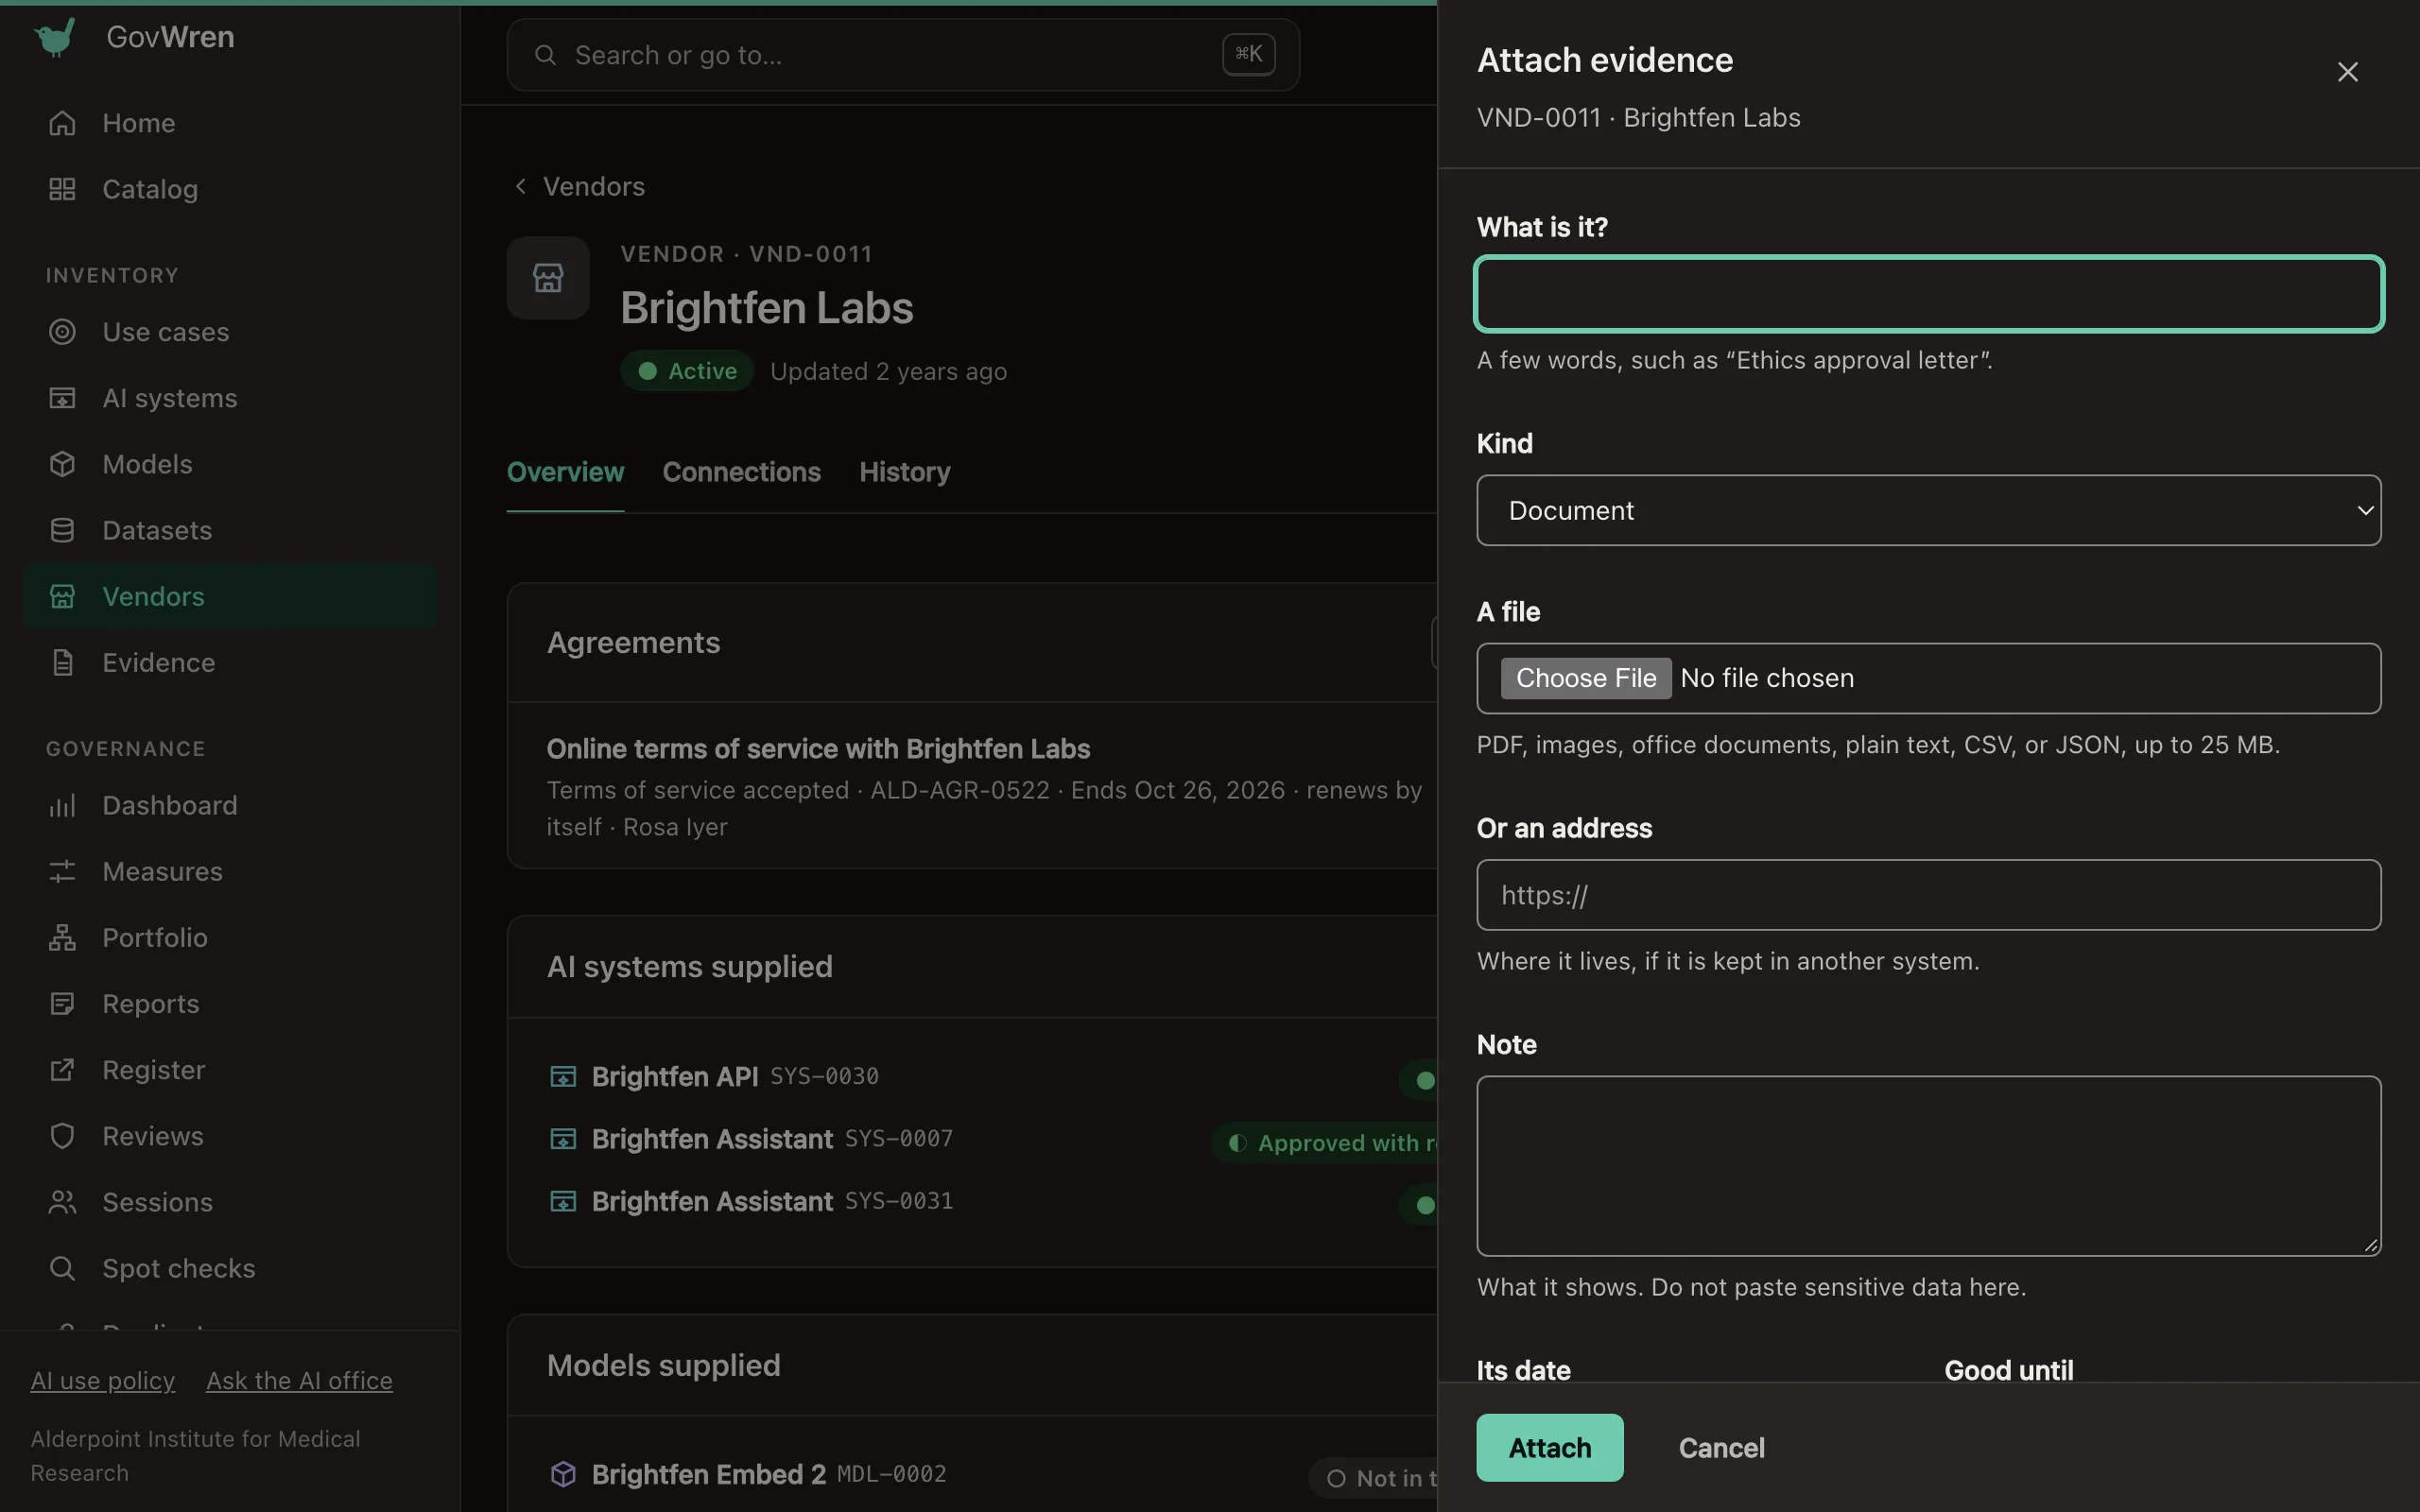 GovWren
Home
Catalog
INVENTORY
Use cases
AI systems
Models
Datasets
Vendors
Evidence
GOVERNANCE
Dashboard
Measures
Portfolio
Reports
Register
Reviews
Sessions
Spot checks
AI use policy
Ask the AI office
Alderpoint Institute for Medical
Research
Search or go to...
⌘K
Vendors
VENDOR · VND-0011
Brightfen Labs
Active
Updated 2 years ago
Overview
Connections
History
Agreements
Online terms of service with Brightfen Labs
Terms of service accepted · ALD-AGR-0522 · Ends Oct 26, 2026 · renews by
itself · Rosa Iyer
AI systems supplied
Brightfen API SYS-0030
Brightfen Assistant SYS-0007
Approved with
Brightfen Assistant SYS-0031
Models supplied
Brightfen Embed 2 MDL-0002
Not in
Attach evidence
VND-0011 · Brightfen Labs
What is it?
A few words, such as “Ethics approval letter”.
Kind
Document
A file
Choose File No file chosen
PDF, images, office documents, plain text, CSV, or JSON, up to 25 MB.
Or an address
https://
Where it lives, if it is kept in another system.
Note
What it shows. Do not paste sensitive data here.
Its date
Good until
Attach
Cancel